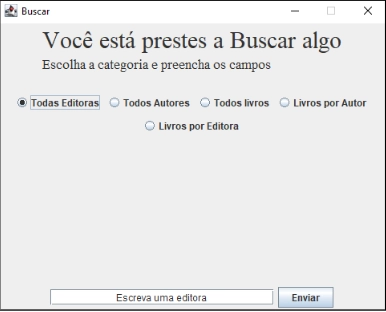 Buscar
Você está prestes a Buscar algo
Escolha a categoria e preencha os campos
Todas Editoras Todos Autores Todos livros Livros por Autor
Livros por Editora
Escreva uma editora Enviar